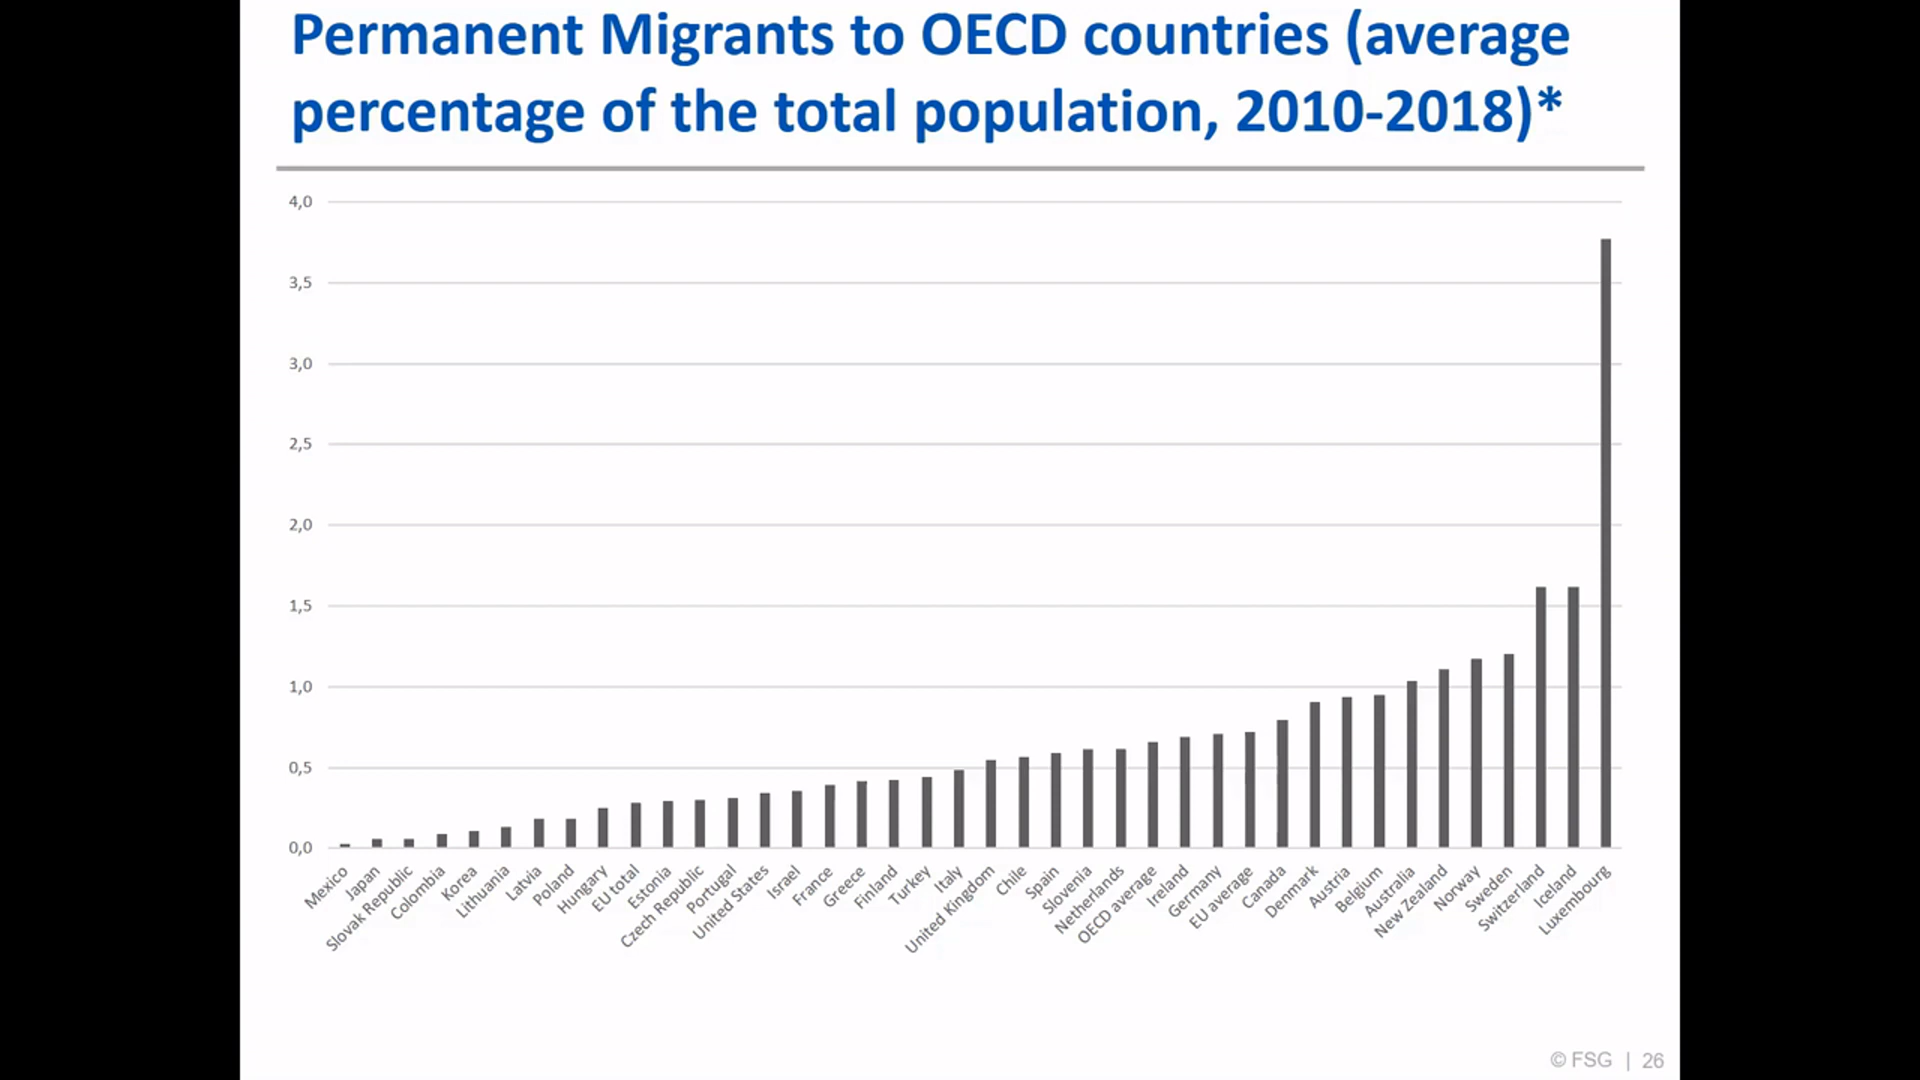 Permanent Migrants to OECD countries (average
percentage of the total population, 2010-2018)*
4,0
3,5
3,0
2,5
2,0
1,5
1,0
0,5
0,0
Mexico
Japan
Slovak Republic
Colombia
Korea
Lithuania
Latvia
Poland
Hungary
EU total
Estonia
Czech Republic
Portugal
United States
Israel
France
Greece
Finland
Turkey
Italy
United Kingdom
Chile
Spain
Slovenia
Netherlands
OECD average
Ireland
Germany
EU average
Canada
Denmark
Austria
Belgium
Australia
New Zealand
Norway
Sweden
Switzerland
Iceland
Luxembourg
© FSG | 26